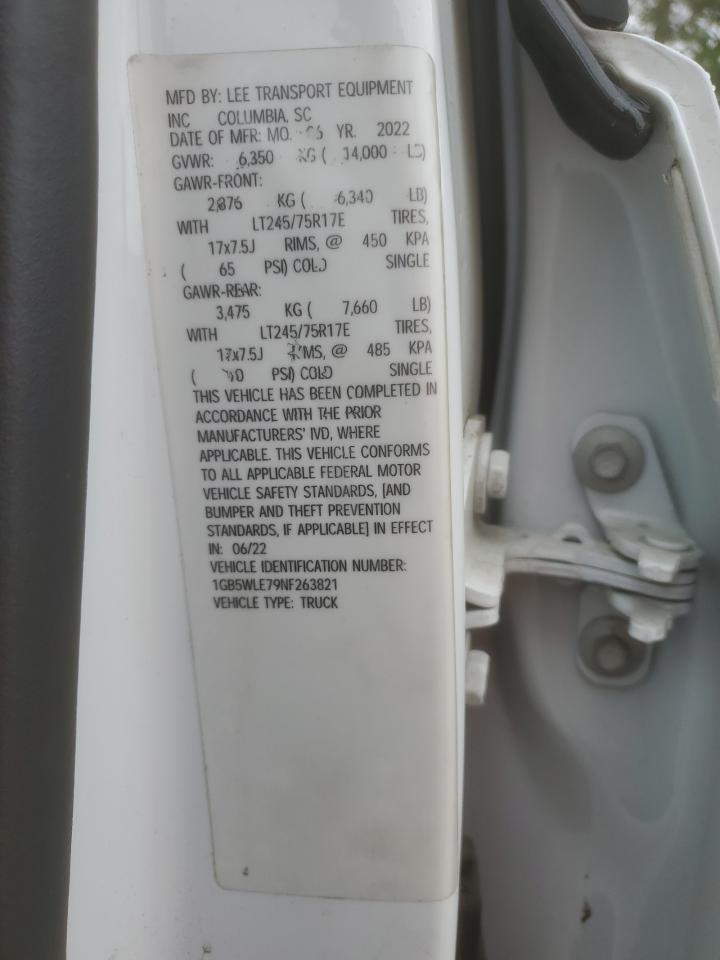 MFD BY: LEE TRANSPORT EQUIPMENT
INC COLUMBIA, SC
DATE OF MFR: MO. 06 YR. 2022
GVWR: 6,350 KG ( 14,000 LB)
GAWR-FRONT:
2,876 KG ( 6,340 LB)
WITH LT245/75R17E TIRES,
17x7.5J RIMS, @ 450 KPA
( 65 PSI) COLD SINGLE
GAWR-REAR:
3,475 KG ( 7,660 LB)
WITH LT245/75R17E TIRES,
17x7.5J RIMS, @ 485 KPA
( PSI) COLD SINGLE
THIS VEHICLE HAS BEEN COMPLETED IN
ACCORDANCE WITH THE PRIOR
MANUFACTURERS' IVD, WHERE
APPLICABLE. THIS VEHICLE CONFORMS
TO ALL APPLICABLE FEDERAL MOTOR
VEHICLE SAFETY STANDARDS, [AND
BUMPER AND THEFT PREVENTION
STANDARDS, IF APPLICABLE] IN EFFECT
IN: 06/22
VEHICLE IDENTIFICATION NUMBER:
1GB5WLE79NF263821
VEHICLE TYPE: TRUCK